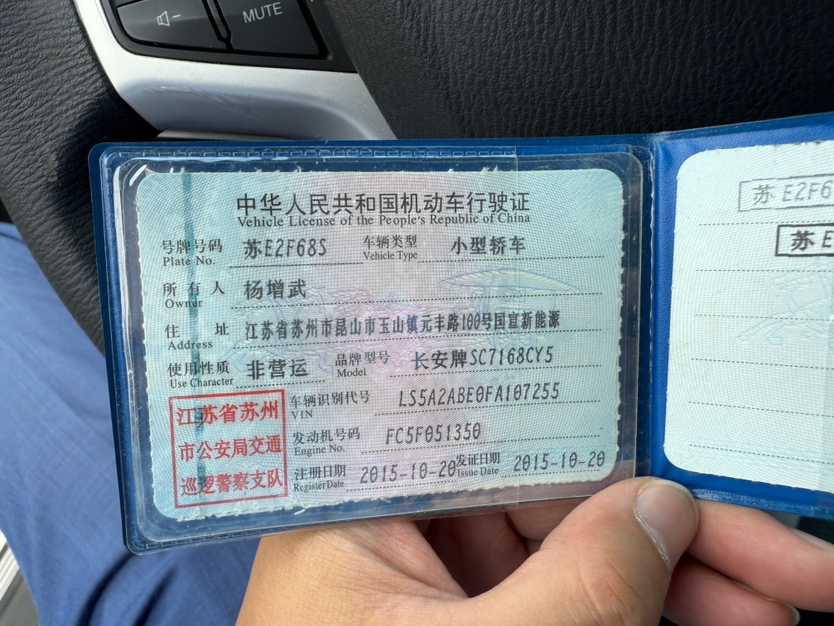 MUTE
中华人民共和国机动车行驶证
Vehicle License of the People's Republic of China
号牌号码 苏E2F68S 车辆类型 小型轿车
Plate No. Vehicle Type
所有人 杨增武
Owner
住址 江苏省苏州市昆山市玉山镇元丰路100号国宣新能源
Address
使用性质 非营运 品牌型号 长安牌SC7168CY5
Use Character Model
江苏省苏州
市公安局交通
巡逻警察支队
车辆识别代号 LS5A2ABE0FA107255
VIN
发动机号码 FC5F051350
Engine No.
注册日期 2015-10-20 发证日期 2015-10-20
Register Date Issue Date
苏E2F6
苏E